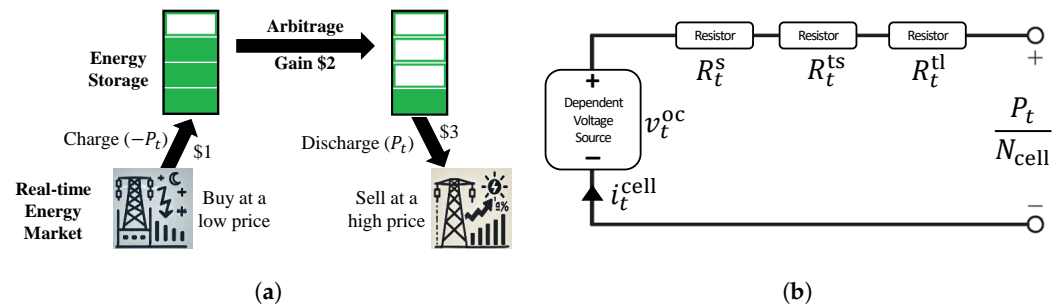 Energy
Storage
Arbitrage
Gain $2
Charge (−Pₜ)
$1
Discharge (Pₜ)
$3
Real-time
Energy
Market
Buy at a
low price
Sell at a
high price
(a)
Resistor
Resistor
Resistor
R_t^s
R_t^ts
R_t^tl
+
Dependent
Voltage
Source
−
v_t^oc
i_t^cell
+
P_t
N_cell
−
(b)